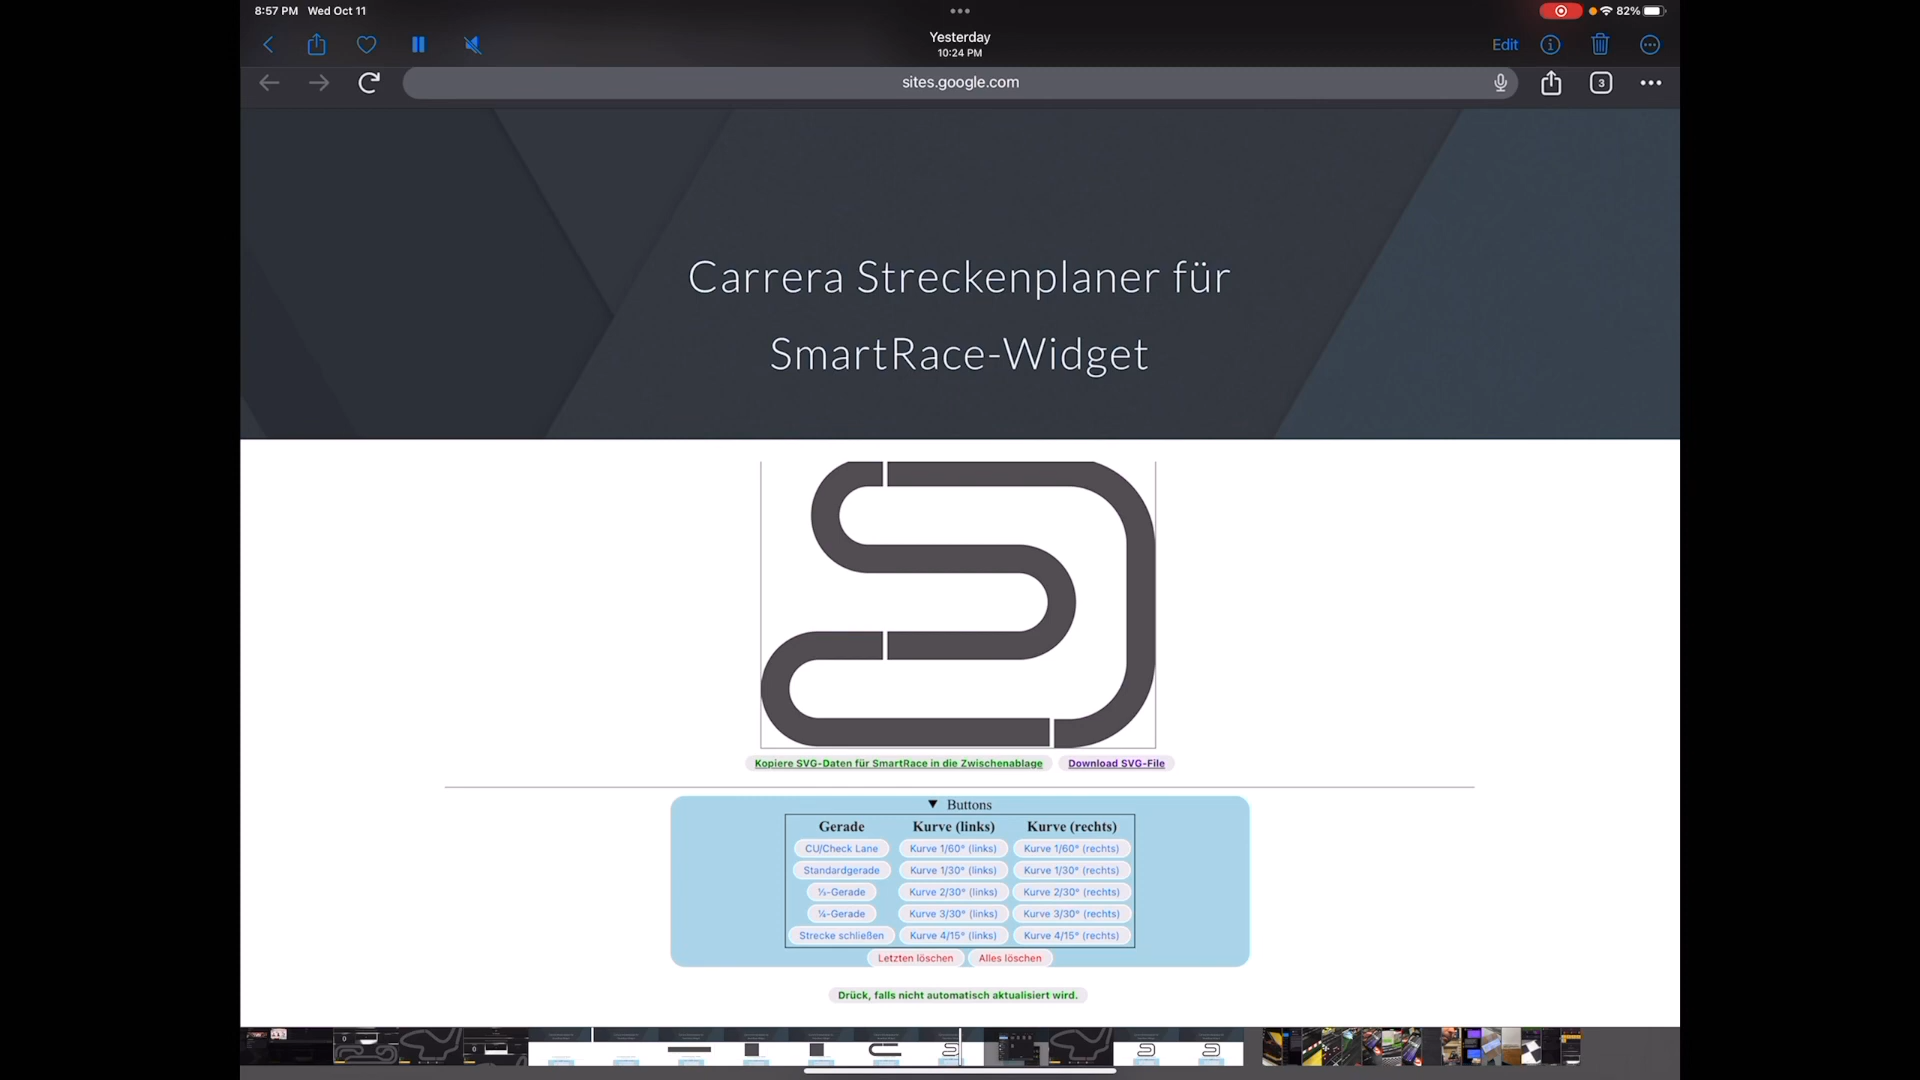 8:57 PM Wed Oct 11
82%
Yesterday
10:24 PM
Edit
sites.google.com
3
Carrera Streckenplaner für
SmartRace-Widget
Kopiere SVG-Daten für SmartRace in die Zwischenablage Download SVG-File
▼ Buttons
Gerade Kurve (links) Kurve (rechts)
CU/Check Lane Kurve 1/60° (links) Kurve 1/60° (rechts)
Standardgerade Kurve 1/30° (links) Kurve 1/30° (rechts)
½-Gerade Kurve 2/30° (links) Kurve 2/30° (rechts)
¼-Gerade Kurve 3/30° (links) Kurve 3/30° (rechts)
Strecke schließen Kurve 4/15° (links) Kurve 4/15° (rechts)
Letzten löschen Alles löschen
Drück, falls nicht automatisch aktualisiert wird.